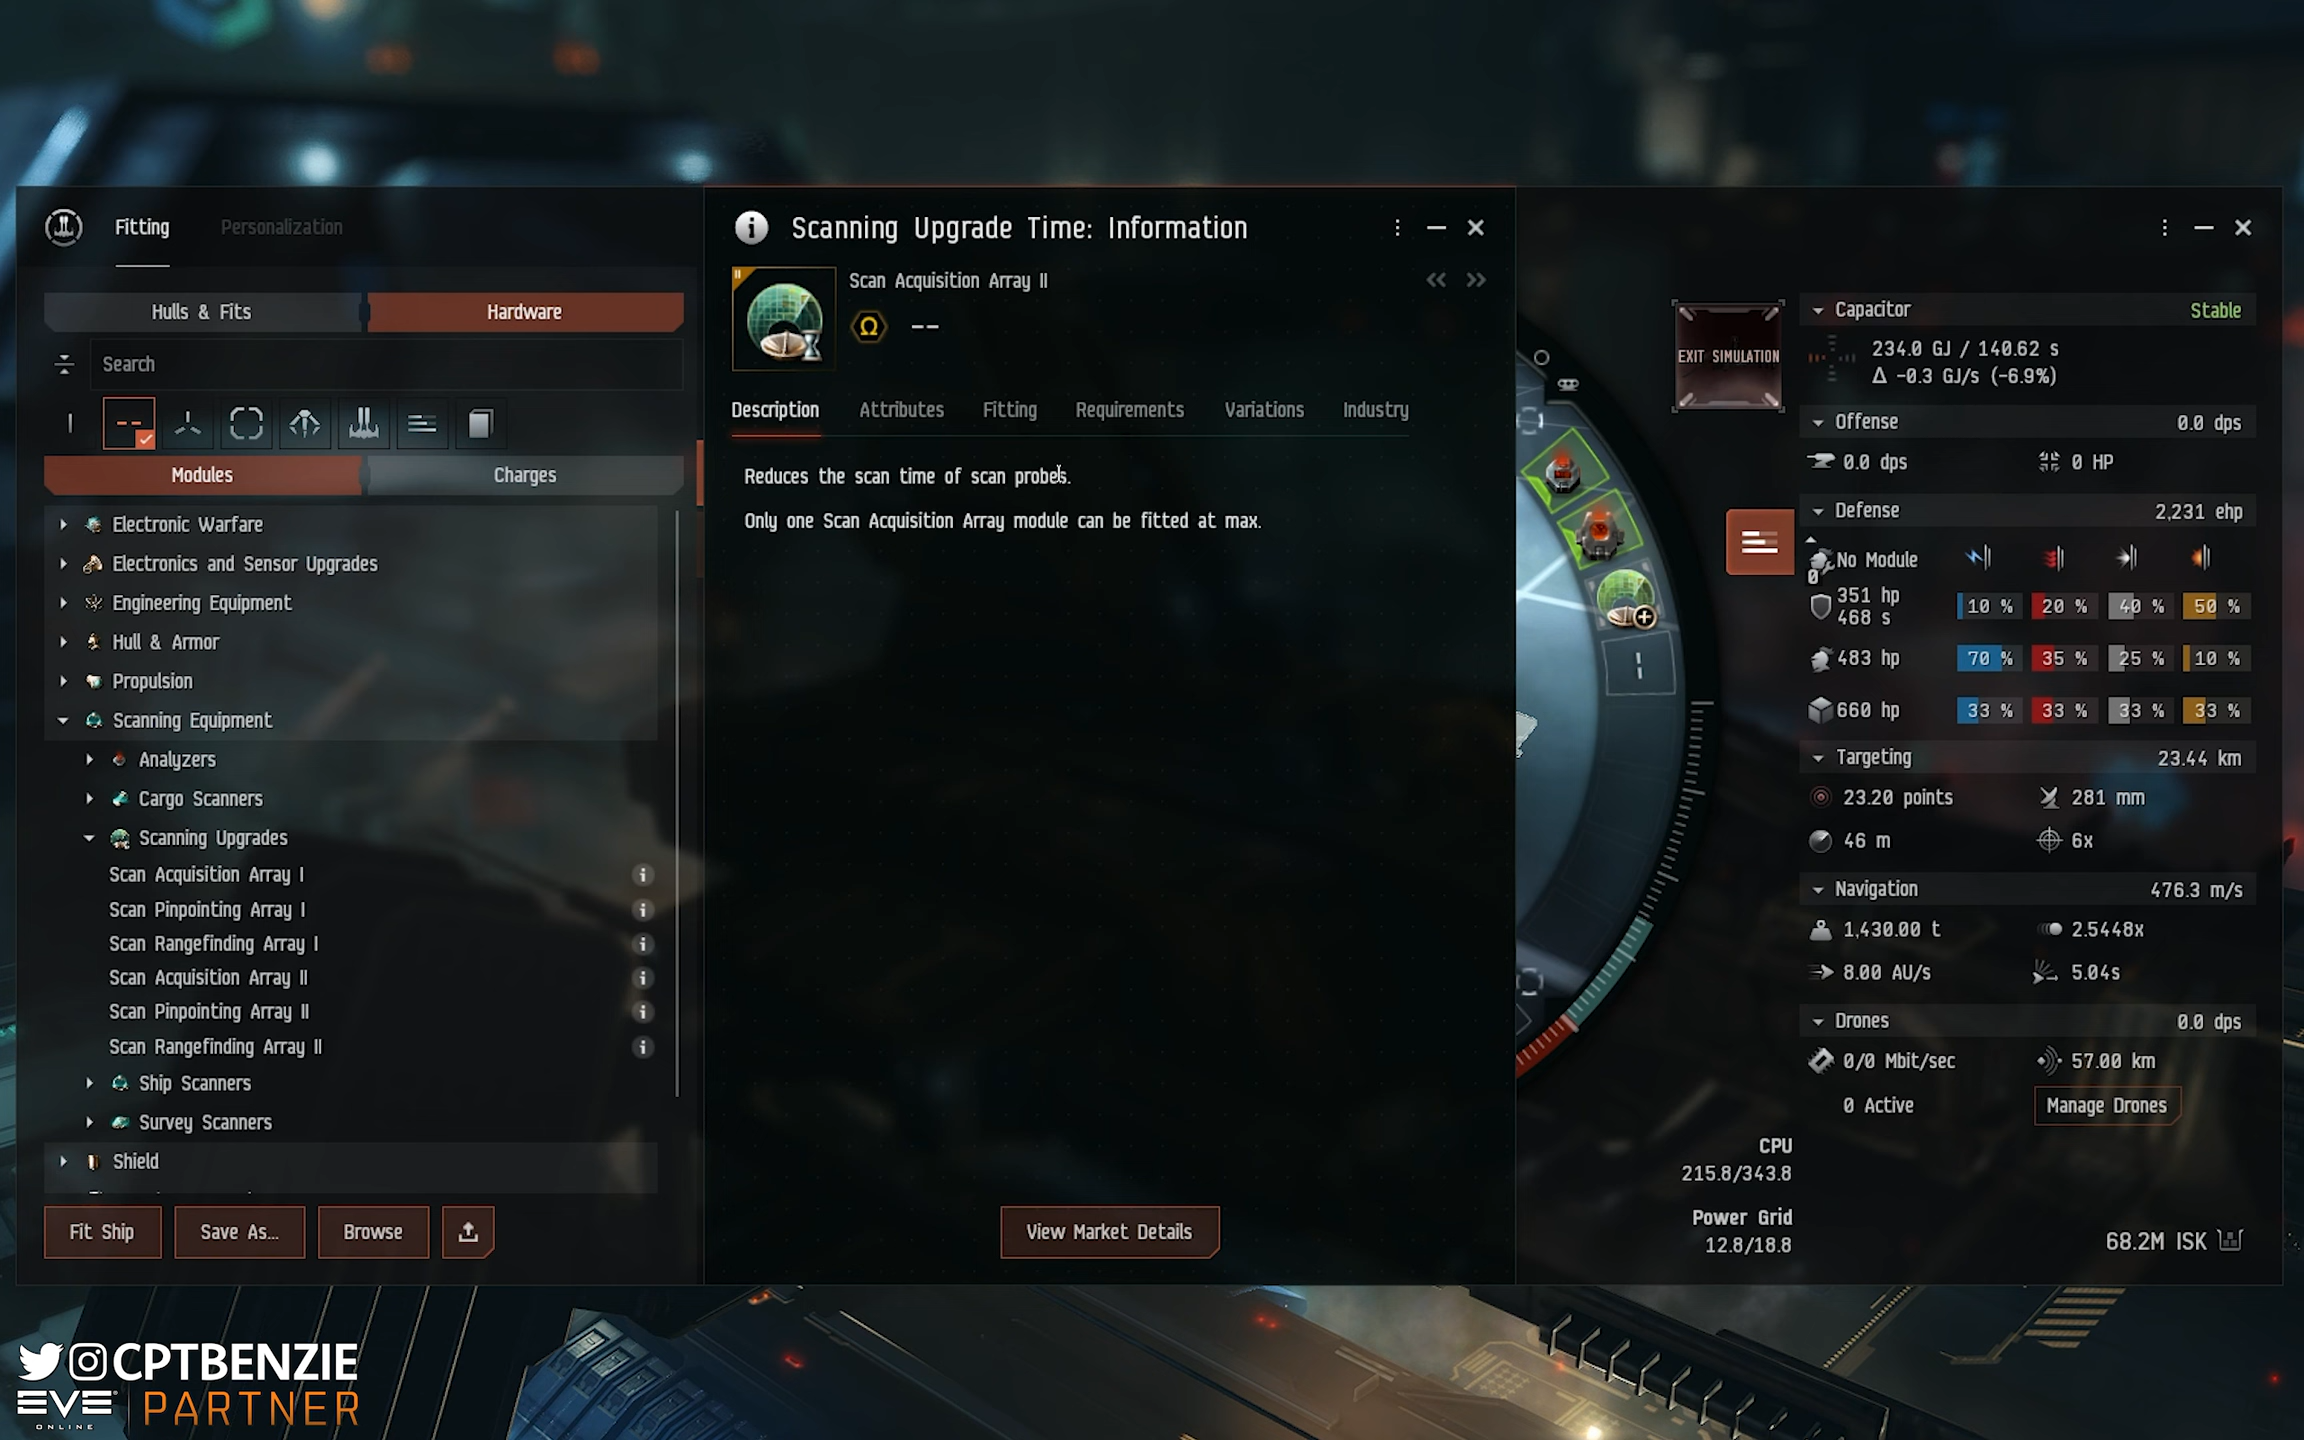 Fitting
Personalization
Hulls & Fits
Hardware
Search
Modules
Charges
Electronic Warfare
Electronics and Sensor Upgrades
Engineering Equipment
Hull & Armor
Propulsion
Scanning Equipment
Analyzers
Cargo Scanners
Scanning Upgrades
Scan Acquisition Array I
Scan Pinpointing Array I
Scan Rangefinding Array I
Scan Acquisition Array II
Scan Pinpointing Array II
Scan Rangefinding Array II
Ship Scanners
Survey Scanners
Shield
Fit Ship
Save As...
Browse
Scanning Upgrade Time: Information
Scan Acquisition Array II
Ω --
Description
Attributes
Fitting
Requirements
Variations
Industry
Reduces the scan time of scan probes.
Only one Scan Acquisition Array module can be fitted at max.
View Market Details
EXIT SIMULATION
Capacitor Stable
234.0 GJ / 140.62 s
Δ -0.3 GJ/s (-6.9%)
Offense 0.0 dps
0.0 dps 0 HP
Defense 2,231 ehp
No Module
0
351 hp
468 s
10 % 20 % 40 % 50 %
483 hp 70 % 35 % 25 % 10 %
660 hp 33 % 33 % 33 % 33 %
Targeting 23.44 km
23.20 points 281 mm
46 m 6x
Navigation 476.3 m/s
1,430.00 t 2.5448x
8.00 AU/s 5.04s
Drones 0.0 dps
0/0 Mbit/sec 57.00 km
0 Active Manage Drones
CPU
215.8/343.8
Power Grid
12.8/18.8
68.2M ISK
CPTBENZIE
EVE ONLINE
PARTNER